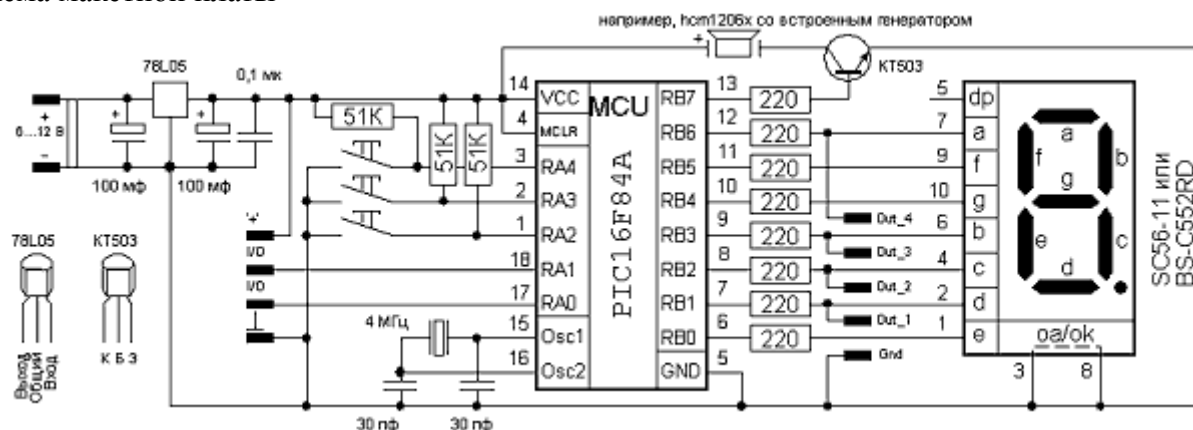 например, hcm1206x со встроенным генератором
78L05
0,1 мк
+
6...12 В
–
+
100 мф
+
100 мф
51K
51K
51K
+
I/O
I/O
78L05
Выход
Общий
Вход
КТ503
К Б Э
4 МГц
30 пф
30 пф
14
4
3
2
1
18
17
15
16
VCC
MCLR
RA4
RA3
RA2
RA1
RA0
Osc1
Osc2
MCU
PIC16F84A
RB7
RB6
RB5
RB4
RB3
RB2
RB1
RB0
GND
13
12
11
10
9
8
7
6
5
220
220
220
220
220
220
220
220
+
КТ503
Out_4
Out_3
Out_2
Out_1
Gnd
5
7
9
10
6
4
2
1
dp
a
f
g
b
c
d
e
a
f
b
g
e
c
d
oa/ok
3
8
SC56-11 или
BS-C552RD